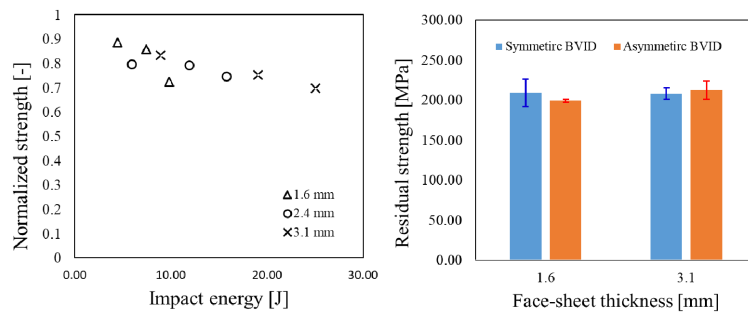 1
0.9
0.8
0.7
0.6
0.5
0.4
0.3
0.2
0.1
0
Normalized strength [-]
1.6 mm
2.4 mm
3.1 mm
0.00
10.00
20.00
30.00
Impact energy [J]
300.00
250.00
200.00
150.00
100.00
50.00
0.00
Residual strength [MPa]
Symmetirc BVID
Asymmetirc BVID
1.6
3.1
Face-sheet thickness [mm]